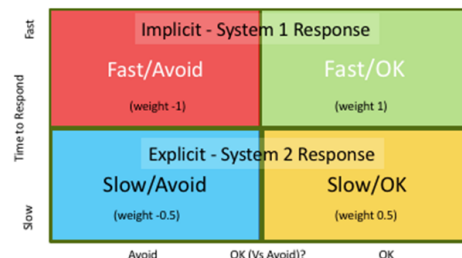 Fast
Implicit - System 1 Response
Fast/Avoid
Fast/OK
(weight -1)
(weight 1)
Time to Respond
Explicit - System 2 Response
Slow/Avoid
Slow/OK
(weight -0.5)
(weight 0.5)
Slow
Avoid
OK (Vs Avoid)?
OK